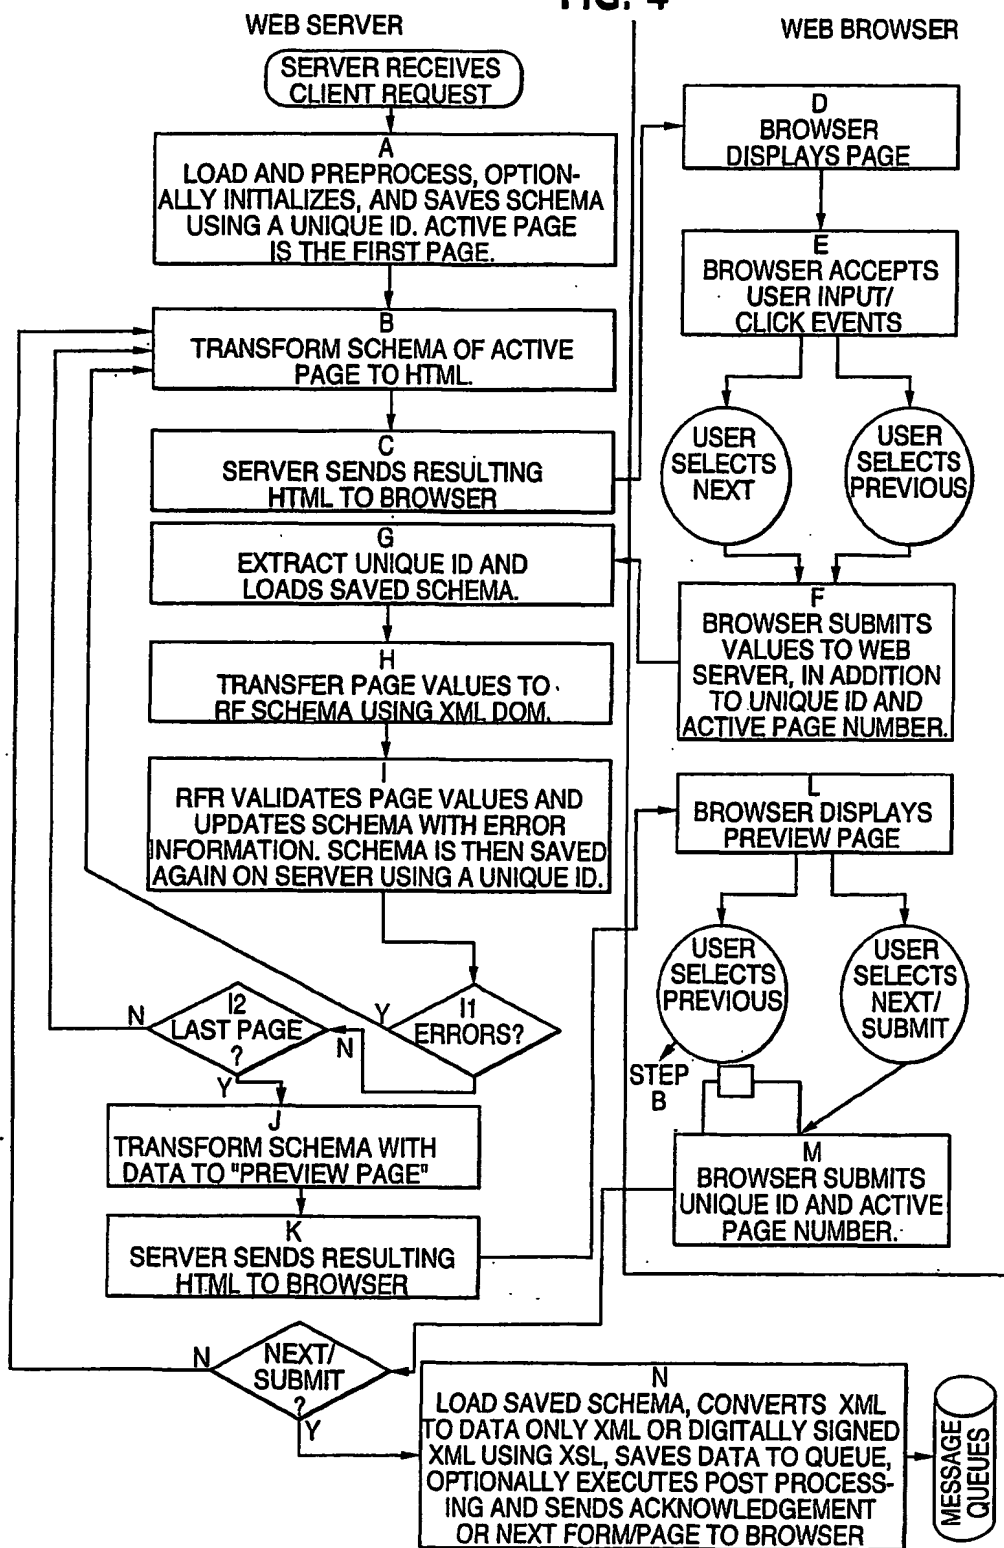 FIG. 4
WEB SERVER
WEB BROWSER
SERVER RECEIVES
CLIENT REQUEST
A
LOAD AND PREPROCESS, OPTION-
ALLY INITIALIZES, AND SAVES SCHEMA
USING A UNIQUE ID. ACTIVE PAGE
IS THE FIRST PAGE.
B
TRANSFORM SCHEMA OF ACTIVE
PAGE TO HTML.
C
SERVER SENDS RESULTING
HTML TO BROWSER
D
BROWSER
DISPLAYS PAGE
E
BROWSER ACCEPTS
USER INPUT/
CLICK EVENTS
USER
SELECTS
NEXT
USER
SELECTS
PREVIOUS
F
BROWSER SUBMITS
VALUES TO WEB
SERVER, IN ADDITION
TO UNIQUE ID AND
ACTIVE PAGE NUMBER.
G
EXTRACT UNIQUE ID AND
LOADS SAVED SCHEMA.
H
TRANSFER PAGE VALUES TO
RF SCHEMA USING XML DOM.
I
RFR VALIDATES PAGE VALUES AND
UPDATES SCHEMA WITH ERROR
INFORMATION. SCHEMA IS THEN SAVED
AGAIN ON SERVER USING A UNIQUE ID.
I1
ERRORS?
Y
N
I2
LAST PAGE
?
N
Y
J
TRANSFORM SCHEMA WITH
DATA TO "PREVIEW PAGE"
K
SERVER SENDS RESULTING
HTML TO BROWSER
L
BROWSER DISPLAYS
PREVIEW PAGE
USER
SELECTS
PREVIOUS
USER
SELECTS
NEXT/
SUBMIT
STEP
B
M
BROWSER SUBMITS
UNIQUE ID AND ACTIVE
PAGE NUMBER.
NEXT/
SUBMIT
?
N
Y
N
LOAD SAVED SCHEMA, CONVERTS XML
TO DATA ONLY XML OR DIGITALLY SIGNED
XML USING XSL, SAVES DATA TO QUEUE,
OPTIONALLY EXECUTES POST PROCESS-
ING AND SENDS ACKNOWLEDGEMENT
OR NEXT FORM/PAGE TO BROWSER
MESSAGE
QUEUES